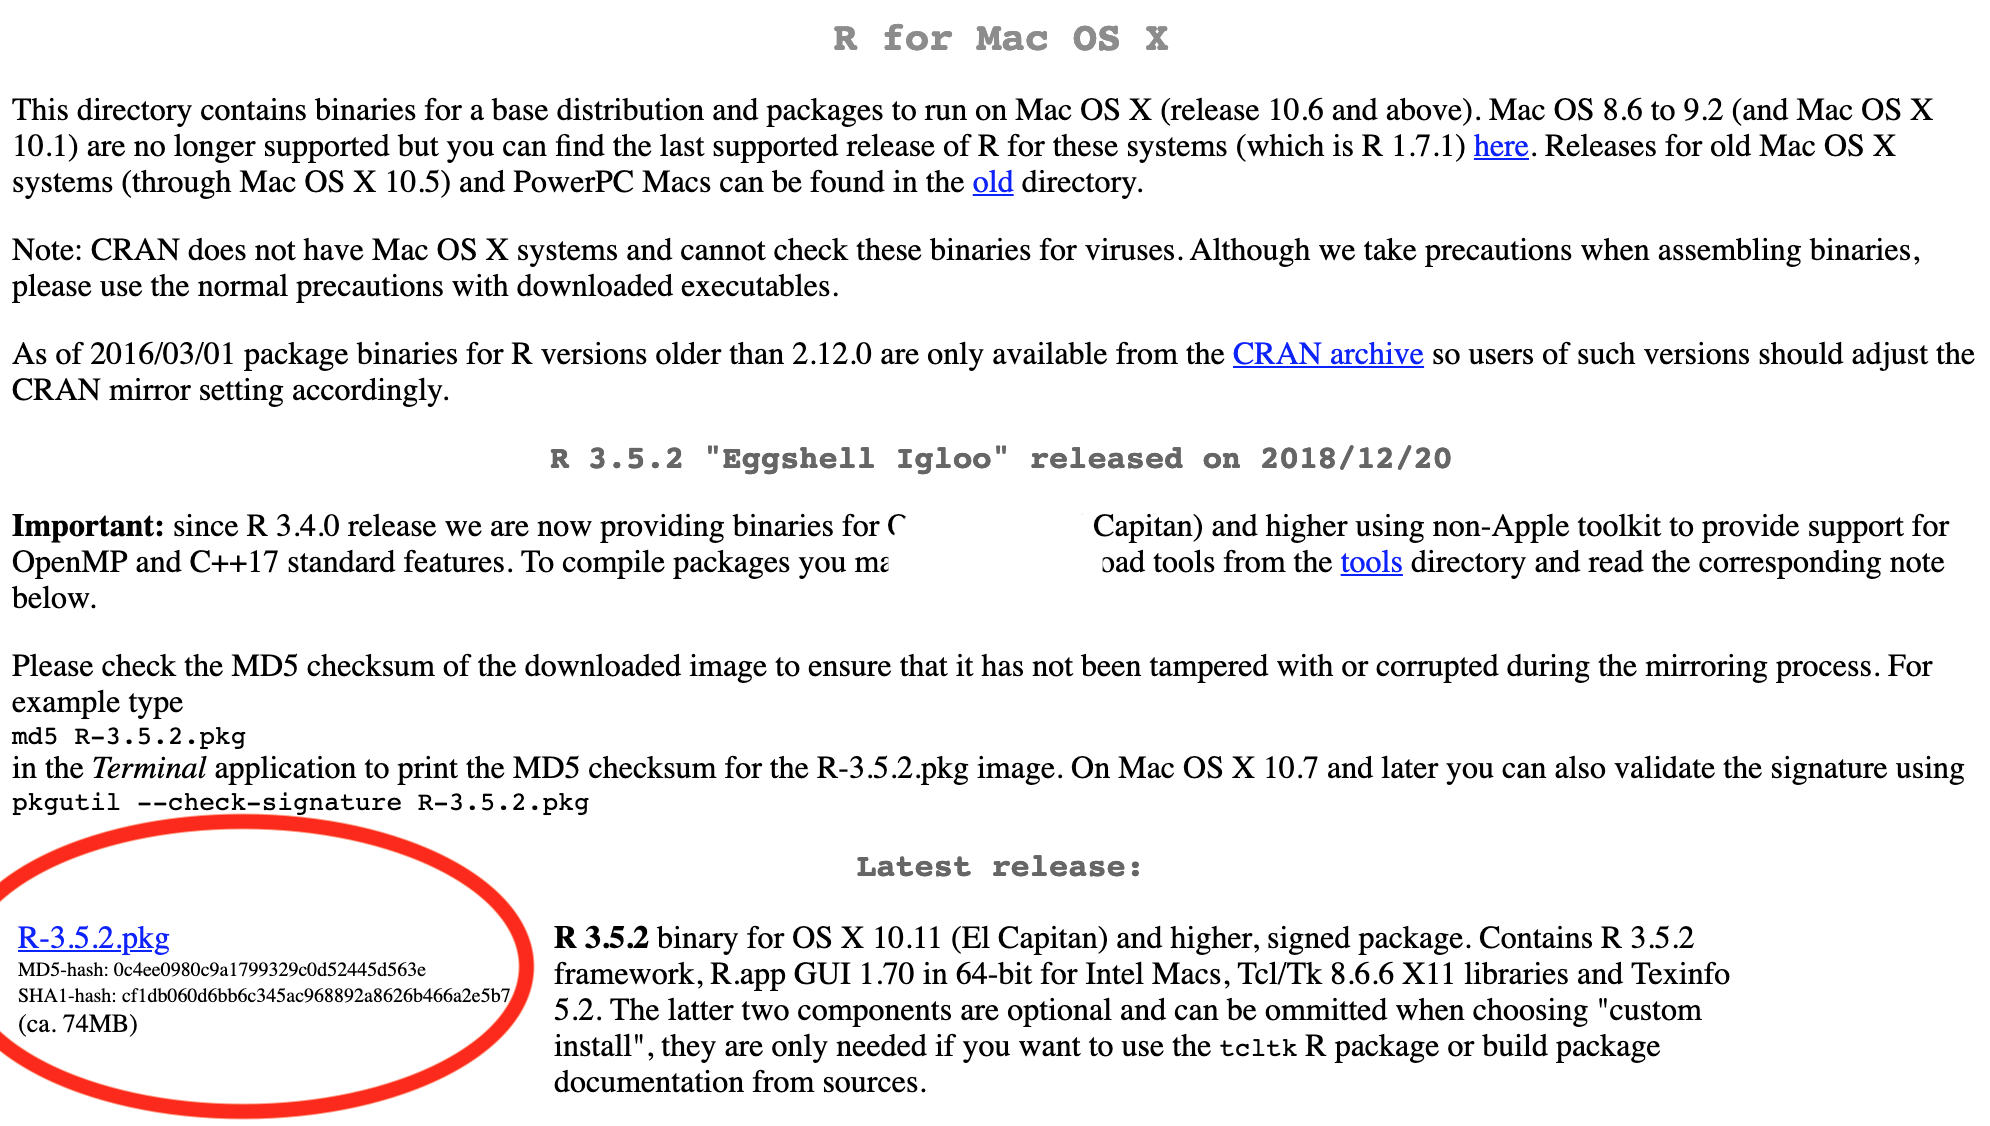 R for Mac OS X
This directory contains binaries for a base distribution and packages to run on Mac OS X (release 10.6 and above). Mac OS 8.6 to 9.2 (and Mac OS X
10.1) are no longer supported but you can find the last supported release of R for these systems (which is R 1.7.1) here. Releases for old Mac OS X
systems (through Mac OS X 10.5) and PowerPC Macs can be found in the old directory.
Note: CRAN does not have Mac OS X systems and cannot check these binaries for viruses. Although we take precautions when assembling binaries,
please use the normal precautions with downloaded executables.
As of 2016/03/01 package binaries for R versions older than 2.12.0 are only available from the CRAN archive so users of such versions should adjust the
CRAN mirror setting accordingly.
R 3.5.2 "Eggshell Igloo" released on 2018/12/20
Important: since R 3.4.0 release we are now providing binaries for Capitan) and higher using non-Apple toolkit to provide support for
OpenMP and C++17 standard features. To compile packages you tools from the tools directory and read the corresponding note
below.
Please check the MD5 checksum of the downloaded image to ensure that it has not been tampered with or corrupted during the mirroring process. For
example type
md5 R-3.5.2.pkg
in the Terminal application to print the MD5 checksum for the R-3.5.2.pkg image. On Mac OS X 10.7 and later you can also validate the signature using
pkgutil --check-signature R-3.5.2.pkg
Latest release:
R-3.5.2.pkg
MD5-hash: 0c4ee0980c9a1799329c0d52445d563e
SHA1-hash: cf1db060d6bb6c345ac968892a8626b466a2e5b7
(ca. 74MB)
R 3.5.2 binary for OS X 10.11 (El Capitan) and higher, signed package. Contains R 3.5.2
framework, R.app GUI 1.70 in 64-bit for Intel Macs, Tcl/Tk 8.6.6 X11 libraries and Texinfo
5.2. The latter two components are optional and can be ommitted when choosing "custom
install", they are only needed if you want to use the tcltk R package or build package
documentation from sources.